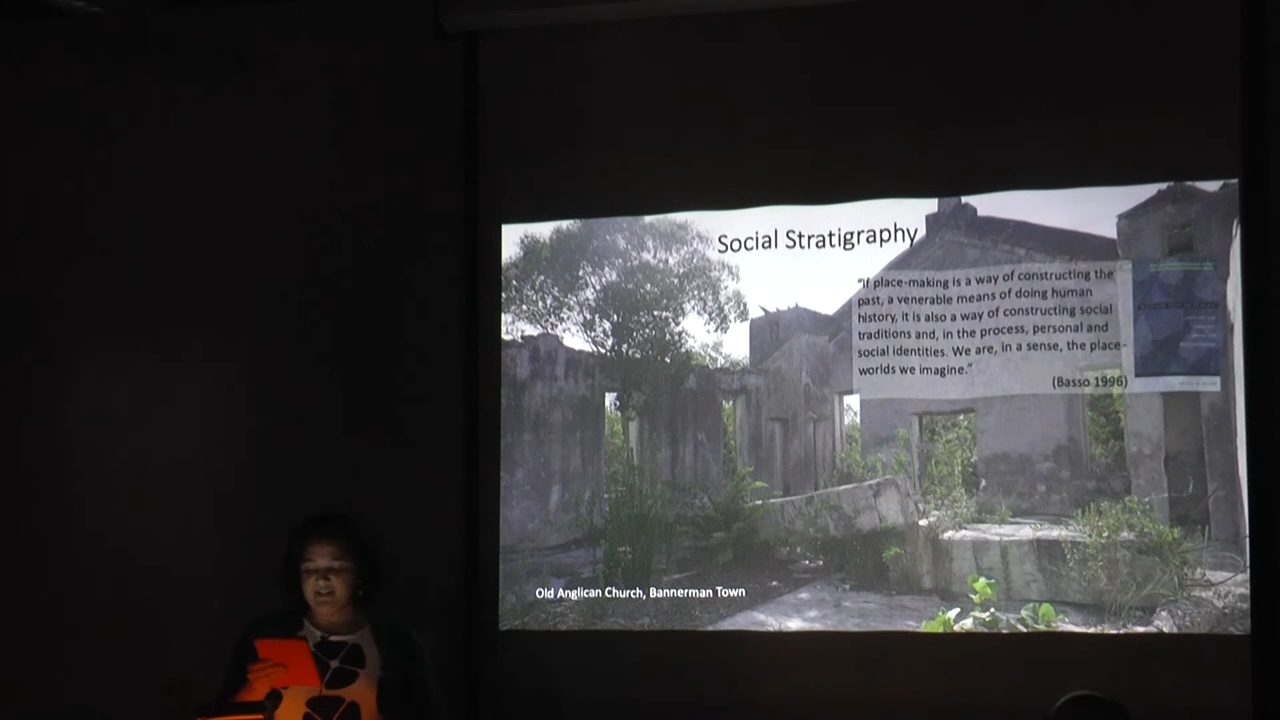 Social Stratigraphy
"If place-making is a way of constructing the
past, a venerable means of doing human
history, it is also a way of constructing social
traditions and, in the process, personal and
social identities. We are, in a sense, the place-
worlds we imagine."
(Basso 1996)
Old Anglican Church, Bannerman Town